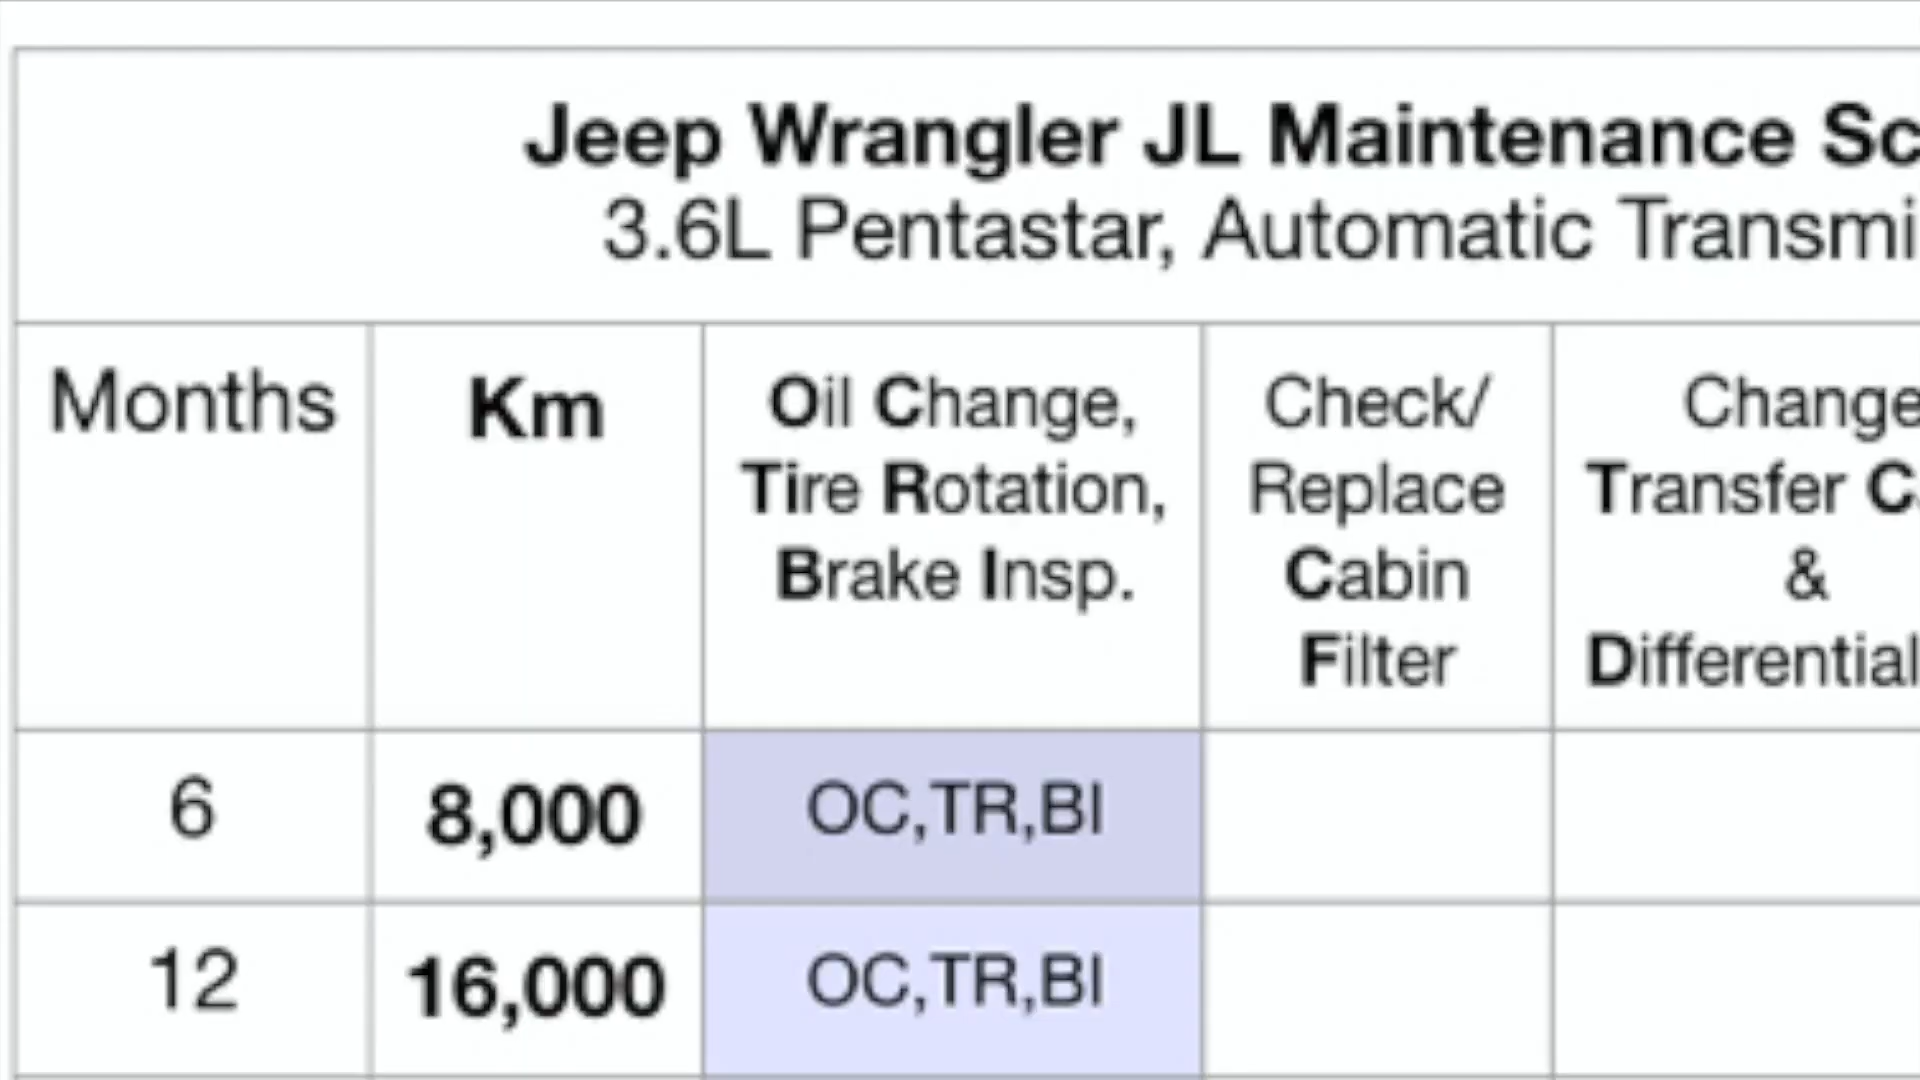 Jeep Wrangler JL Maintenance Sc
3.6L Pentastar, Automatic Transmi
Months
Km
Oil Change,
Tire Rotation,
Brake Insp.
Check/
Replace
Cabin
Filter
Change
Transfer C
&
Differential
6
8,000
OC,TR,BI
12
16,000
OC,TR,BI